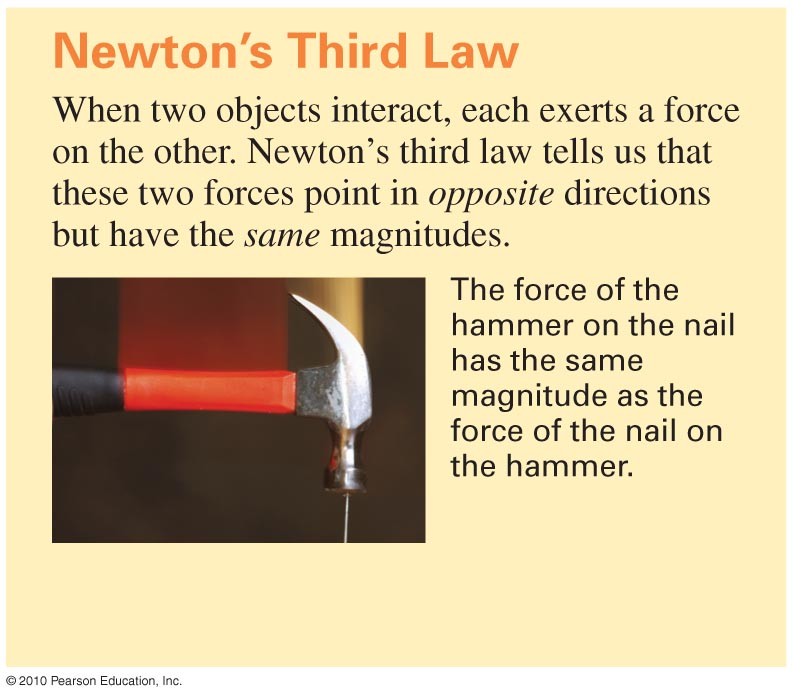 Newton’s Third Law
When two objects interact, each exerts a force
on the other. Newton’s third law tells us that
these two forces point in opposite directions
but have the same magnitudes.
The force of the
hammer on the nail
has the same
magnitude as the
force of the nail on
the hammer.
© 2010 Pearson Education, Inc.